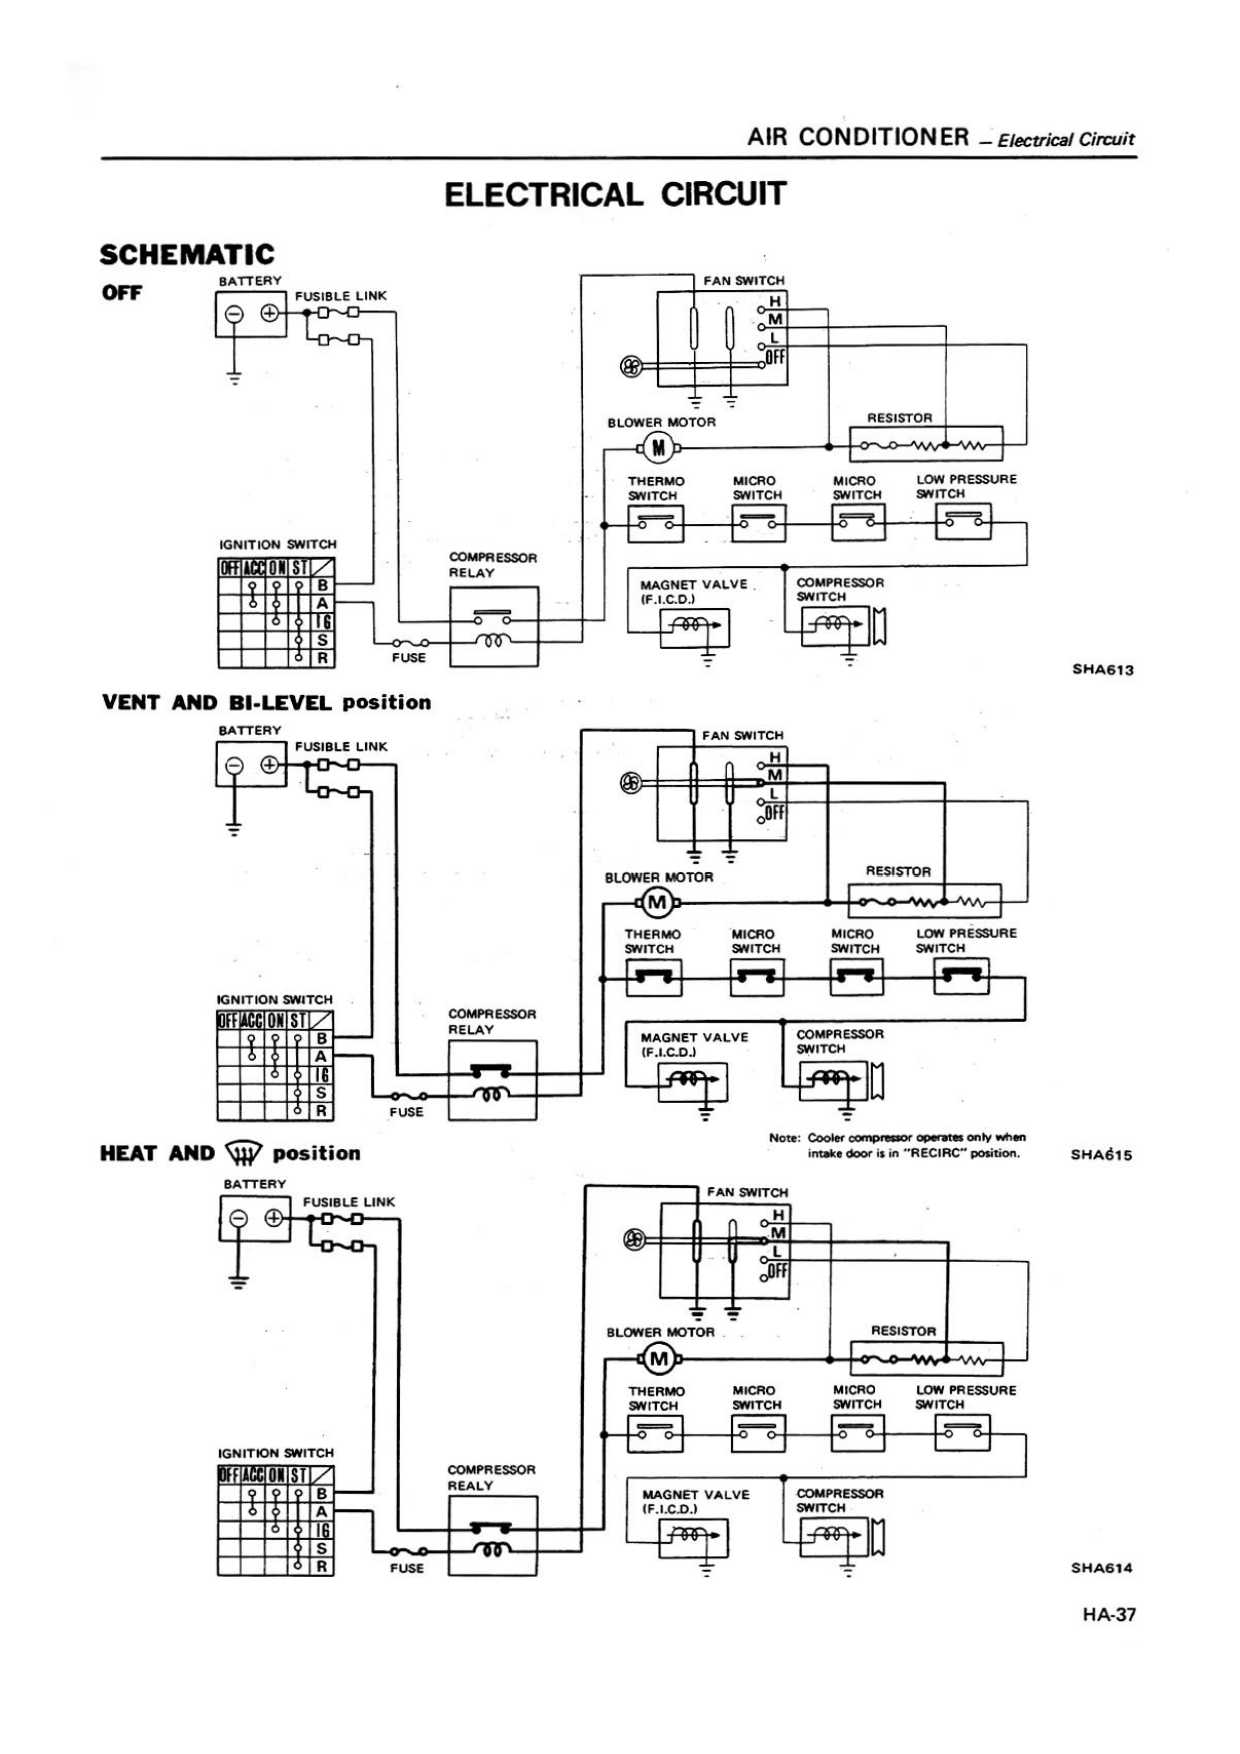 AIR CONDITIONER — Electrical Circuit
ELECTRICAL CIRCUIT
SCHEMATIC
OFF
BATTERY
FUSIBLE LINK
FAN SWITCH
H
M
L
OFF
BLOWER MOTOR
M
RESISTOR
THERMO SWITCH
MICRO SWITCH
MICRO SWITCH
LOW PRESSURE SWITCH
IGNITION SWITCH
OFF ACC ON ST
B
A
IG
S
R
COMPRESSOR RELAY
FUSE
MAGNET VALVE (F.I.C.D.)
COMPRESSOR SWITCH
SHA613
VENT AND BI-LEVEL position
BATTERY
FUSIBLE LINK
FAN SWITCH
H
M
L
OFF
BLOWER MOTOR
M
RESISTOR
THERMO SWITCH
MICRO SWITCH
MICRO SWITCH
LOW PRESSURE SWITCH
IGNITION SWITCH
OFF ACC ON ST
B
A
IG
S
R
COMPRESSOR RELAY
FUSE
MAGNET VALVE (F.I.C.D.)
COMPRESSOR SWITCH
Note: Cooler compressor operates only when
intake door is in "RECIRC" position.
SHA615
HEAT AND position
BATTERY
FUSIBLE LINK
FAN SWITCH
H
M
L
OFF
BLOWER MOTOR
M
RESISTOR
THERMO SWITCH
MICRO SWITCH
MICRO SWITCH
LOW PRESSURE SWITCH
IGNITION SWITCH
OFF ACC ON ST
B
A
IG
S
R
COMPRESSOR REALY
FUSE
MAGNET VALVE (F.I.C.D.)
COMPRESSOR SWITCH
SHA614
HA-37